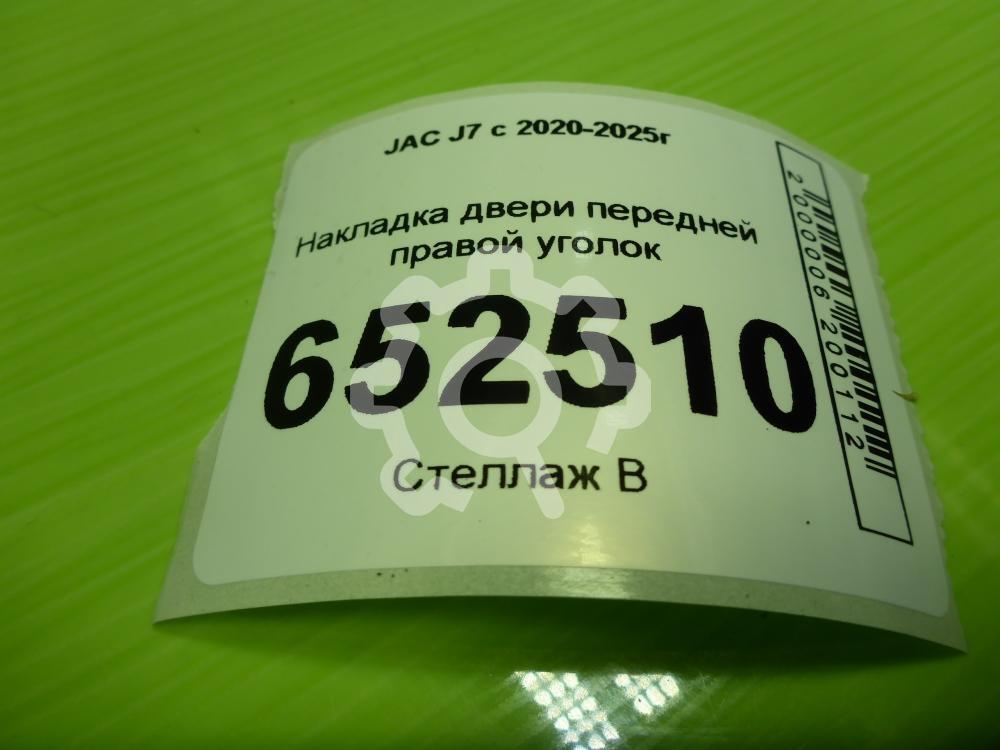 JAC J7 с 2020-2025г
Накладка двери передней
правой уголок
652510
Стеллаж В
2000006200112